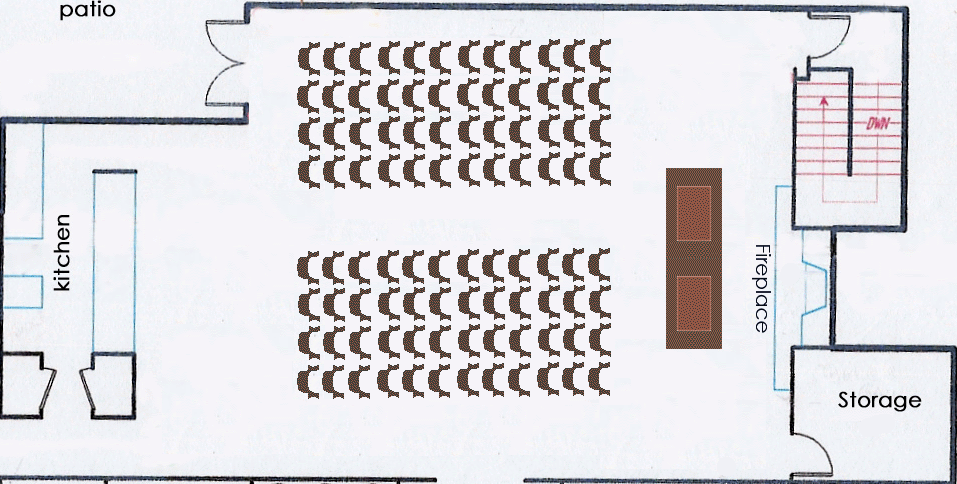 patio
DWN
kitchen
Fireplace
Storage